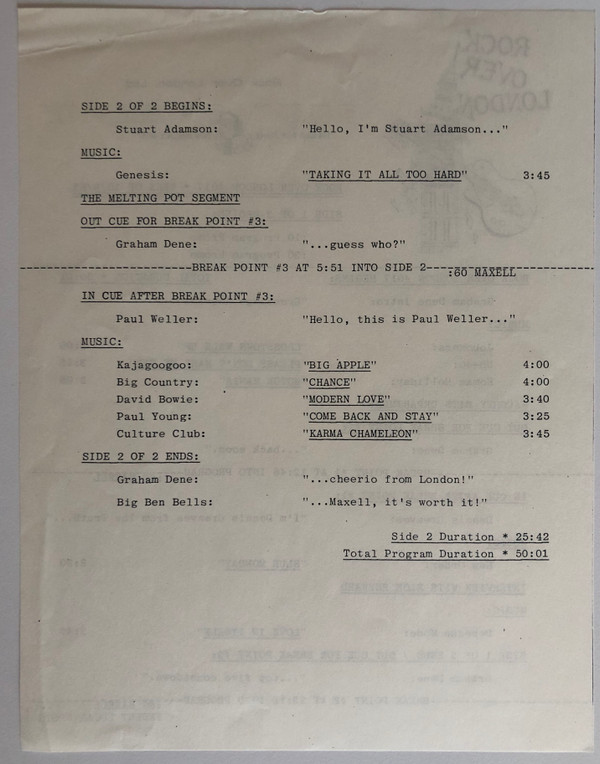 SIDE 2 OF 2 BEGINS:
Stuart Adamson: "Hello, I'm Stuart Adamson..."
MUSIC:
Genesis: "TAKING IT ALL TOO HARD" 3:45
THE MELTING POT SEGMENT
OUT CUE FOR BREAK POINT #3:
Graham Dene: "...guess who?"
------------------------BREAK POINT #3 AT 5:51 INTO SIDE 2------------------------
:60 MAXELL
IN CUE AFTER BREAK POINT #3:
Paul Weller: "Hello, this is Paul Weller..."
MUSIC:
Kajagoogoo: "BIG APPLE" 4:00
Big Country: "CHANCE" 4:00
David Bowie: "MODERN LOVE" 3:40
Paul Young: "COME BACK AND STAY" 3:25
Culture Club: "KARMA CHAMELEON" 3:45
SIDE 2 OF 2 ENDS:
Graham Dene: "...cheerio from London!"
Big Ben Bells: "...Maxell, it's worth it!"
Side 2 Duration * 25:42
Total Program Duration * 50:01